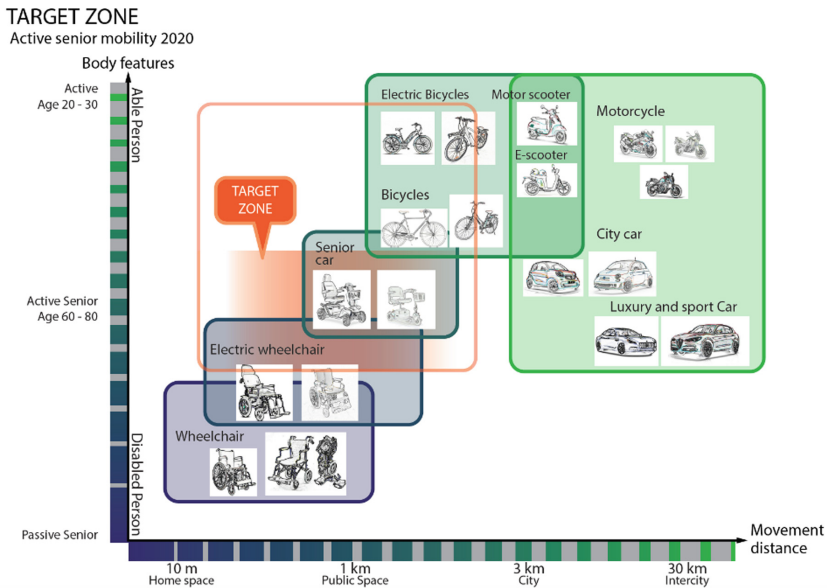 TARGET ZONE
Active senior mobility 2020
Body features
Active
Age 20 - 30
Able Person
Electric Bicycles
Motor scooter
Motorcycle
E-scooter
TARGET
ZONE
Bicycles
City car
Senior
car
Active Senior
Age 60 - 80
Luxury and sport Car
Electric wheelchair
Wheelchair
Disabled Person
Passive Senior
Movement
distance
10 m
Home space
1 km
Public Space
3 km
City
30 km
Intercity